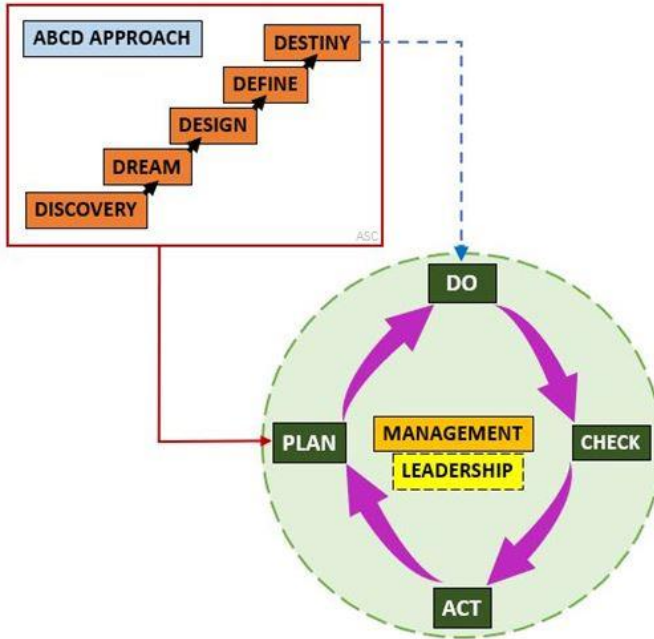 ABCD APPROACH
DESTINY
DEFINE
DESIGN
DREAM
DISCOVERY
ASC
DO
PLAN
MANAGEMENT
LEADERSHIP
CHECK
ACT